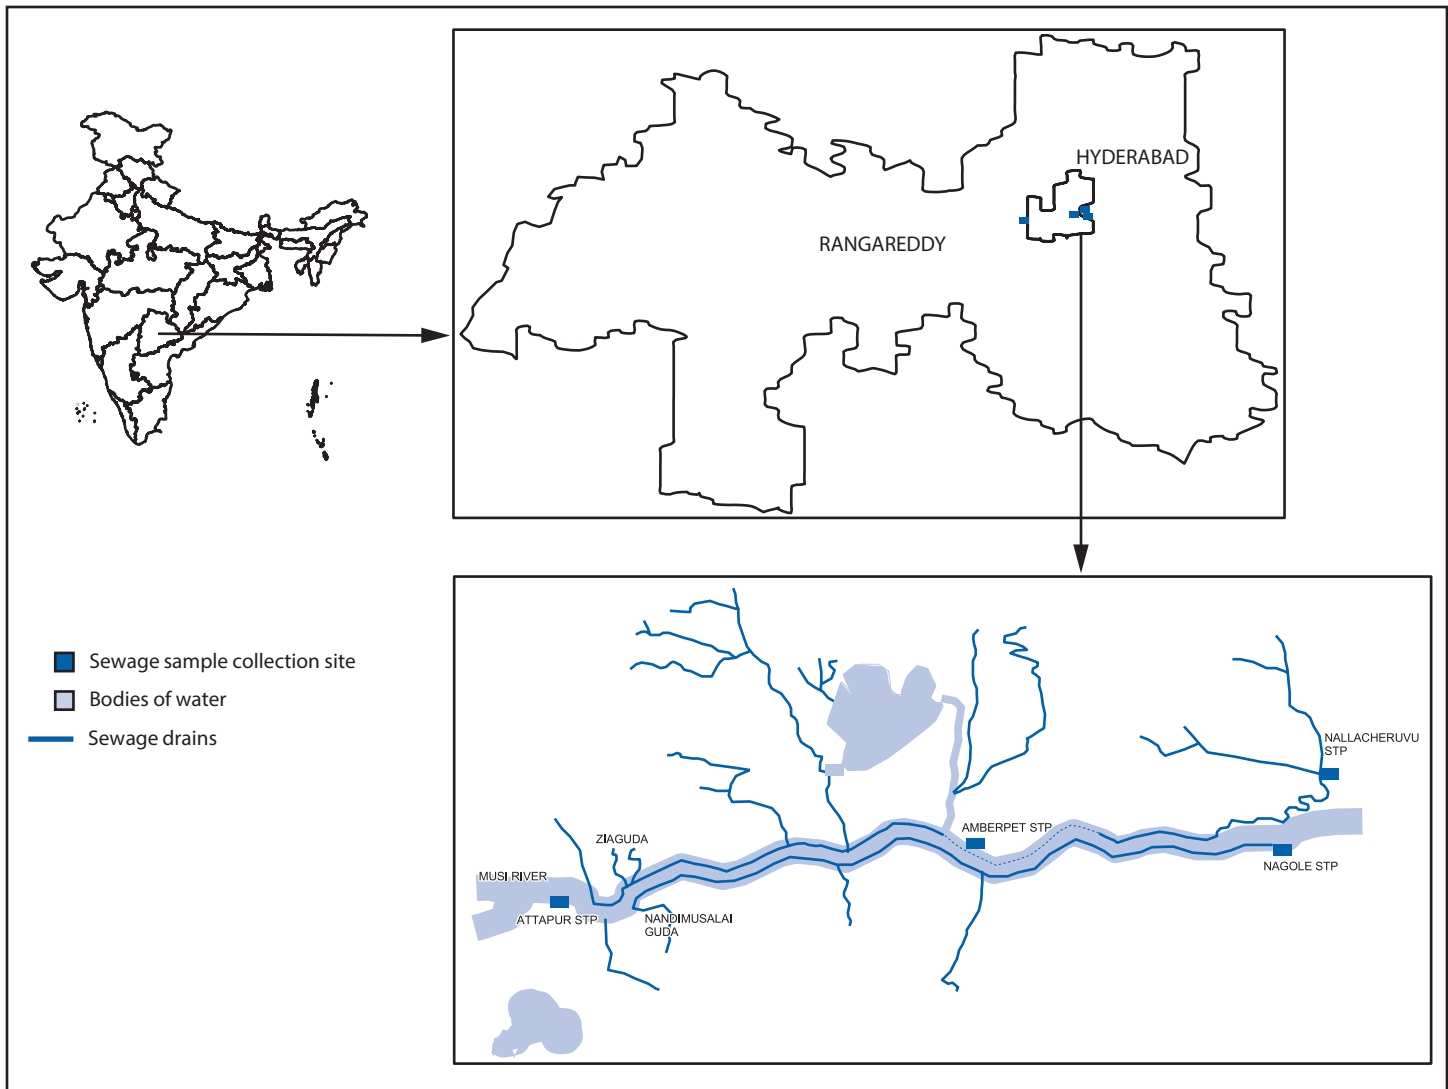 HYDERABAD
RANGAREDDY
Sewage sample collection site
Bodies of water
Sewage drains
NALLACHERUVU
STP
AMBERPET STP
ZIAGUDA
NAGOLE STP
MUSI RIVER
ATTAPUR STP
NANDIMUSALAI
GUDA